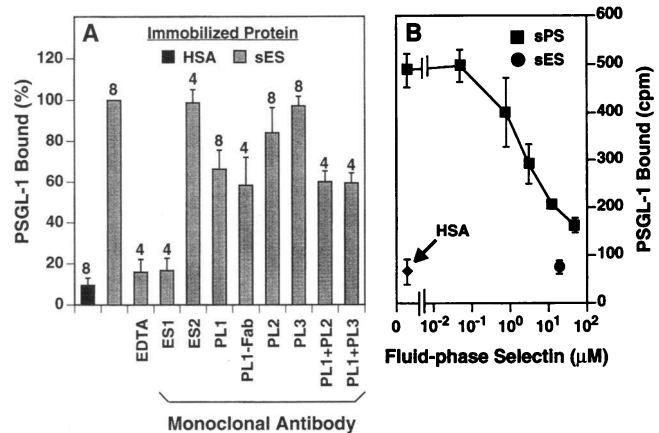 A
Immobilized Protein
HSA
sES
PSGL-1 Bound (%)
120
100
80
60
40
20
0
8
8
4
4
4
8
4
8
8
4
4
EDTA
ES1
ES2
PL1
PL1-Fab
PL2
PL3
PL1+PL2
PL1+PL3
Monoclonal Antibody
B
sPS
sES
600
500
400
300
200
100
0
PSGL-1 Bound (cpm)
HSA
0 10⁻² 10⁻¹ 10⁰ 10¹ 10²
Fluid-phase Selectin (μM)